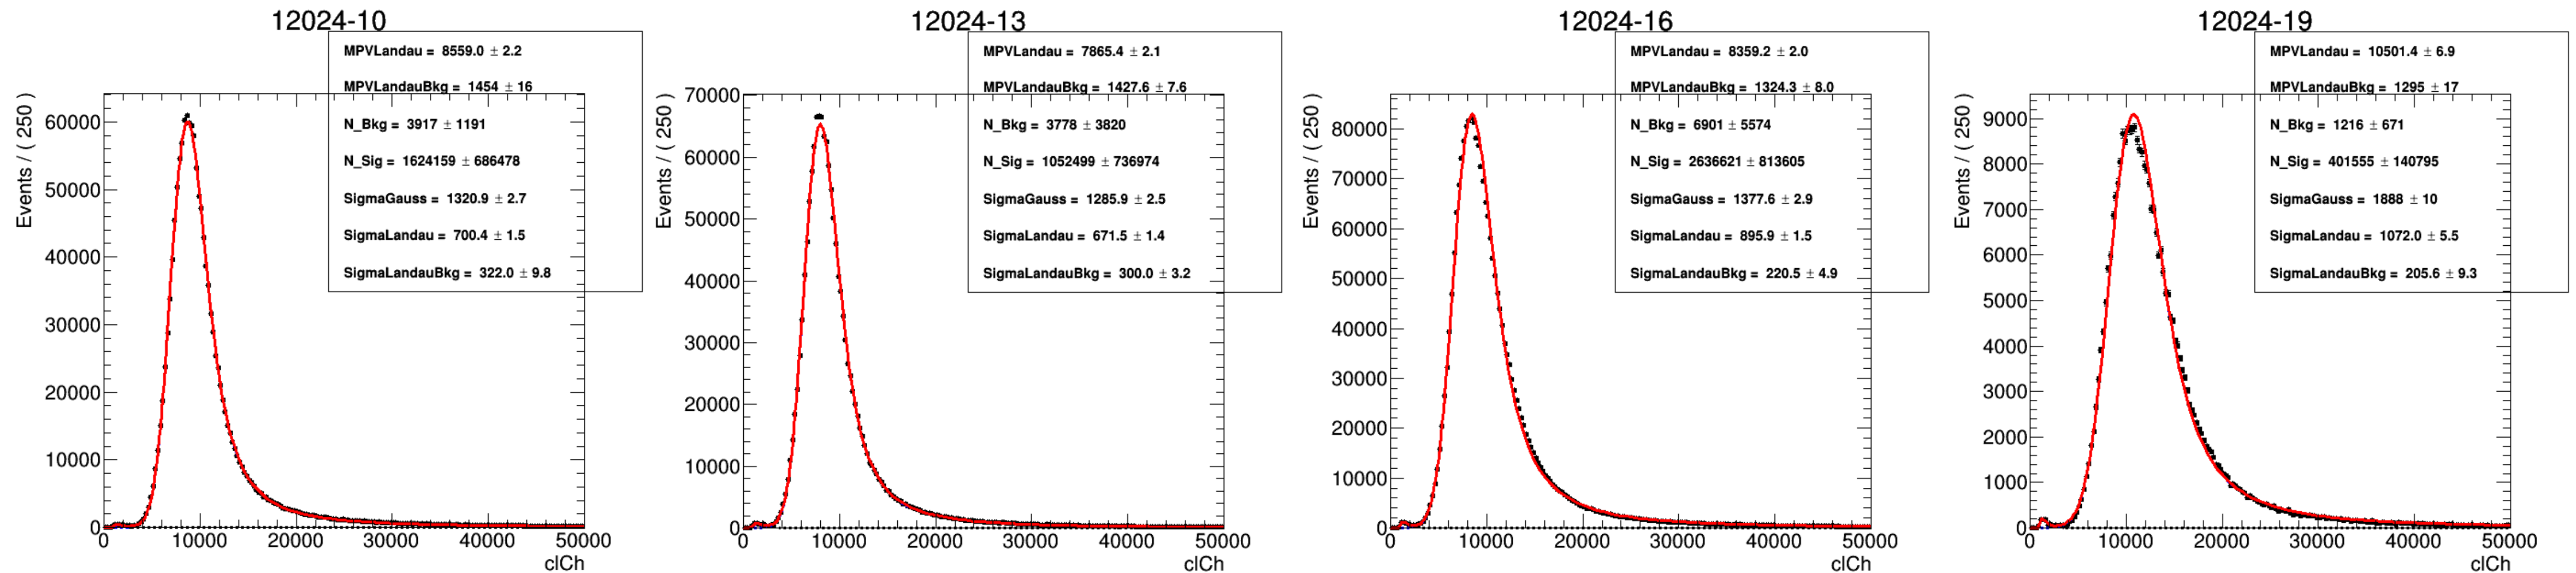 12024-10
MPVLandau = 8559.0 ± 2.2
MPVLandauBkg = 1454 ± 16
N_Bkg = 3917 ± 1191
N_Sig = 1624159 ± 686478
SigmaGauss = 1320.9 ± 2.7
SigmaLandau = 700.4 ± 1.5
SigmaLandauBkg = 322.0 ± 9.8
Events / ( 250 )
60000
50000
40000
30000
20000
10000
0
0 10000 20000 30000 40000 50000
clCh
12024-13
MPVLandau = 7865.4 ± 2.1
MPVLandauBkg = 1427.6 ± 7.6
N_Bkg = 3778 ± 3820
N_Sig = 1052499 ± 736974
SigmaGauss = 1285.9 ± 2.5
SigmaLandau = 671.5 ± 1.4
SigmaLandauBkg = 300.0 ± 3.2
Events / ( 250 )
70000
60000
50000
40000
30000
20000
10000
0
0 10000 20000 30000 40000 50000
clCh
12024-16
MPVLandau = 8359.2 ± 2.0
MPVLandauBkg = 1324.3 ± 8.0
N_Bkg = 6901 ± 5574
N_Sig = 2636621 ± 813605
SigmaGauss = 1377.6 ± 2.9
SigmaLandau = 895.9 ± 1.5
SigmaLandauBkg = 220.5 ± 4.9
Events / ( 250 )
80000
70000
60000
50000
40000
30000
20000
10000
0
0 10000 20000 30000 40000 50000
clCh
12024-19
MPVLandau = 10501.4 ± 6.9
MPVLandauBkg = 1295 ± 17
N_Bkg = 1216 ± 671
N_Sig = 401555 ± 140795
SigmaGauss = 1888 ± 10
SigmaLandau = 1072.0 ± 5.5
SigmaLandauBkg = 205.6 ± 9.3
Events / ( 250 )
9000
8000
7000
6000
5000
4000
3000
2000
1000
0
0 10000 20000 30000 40000 50000
clCh